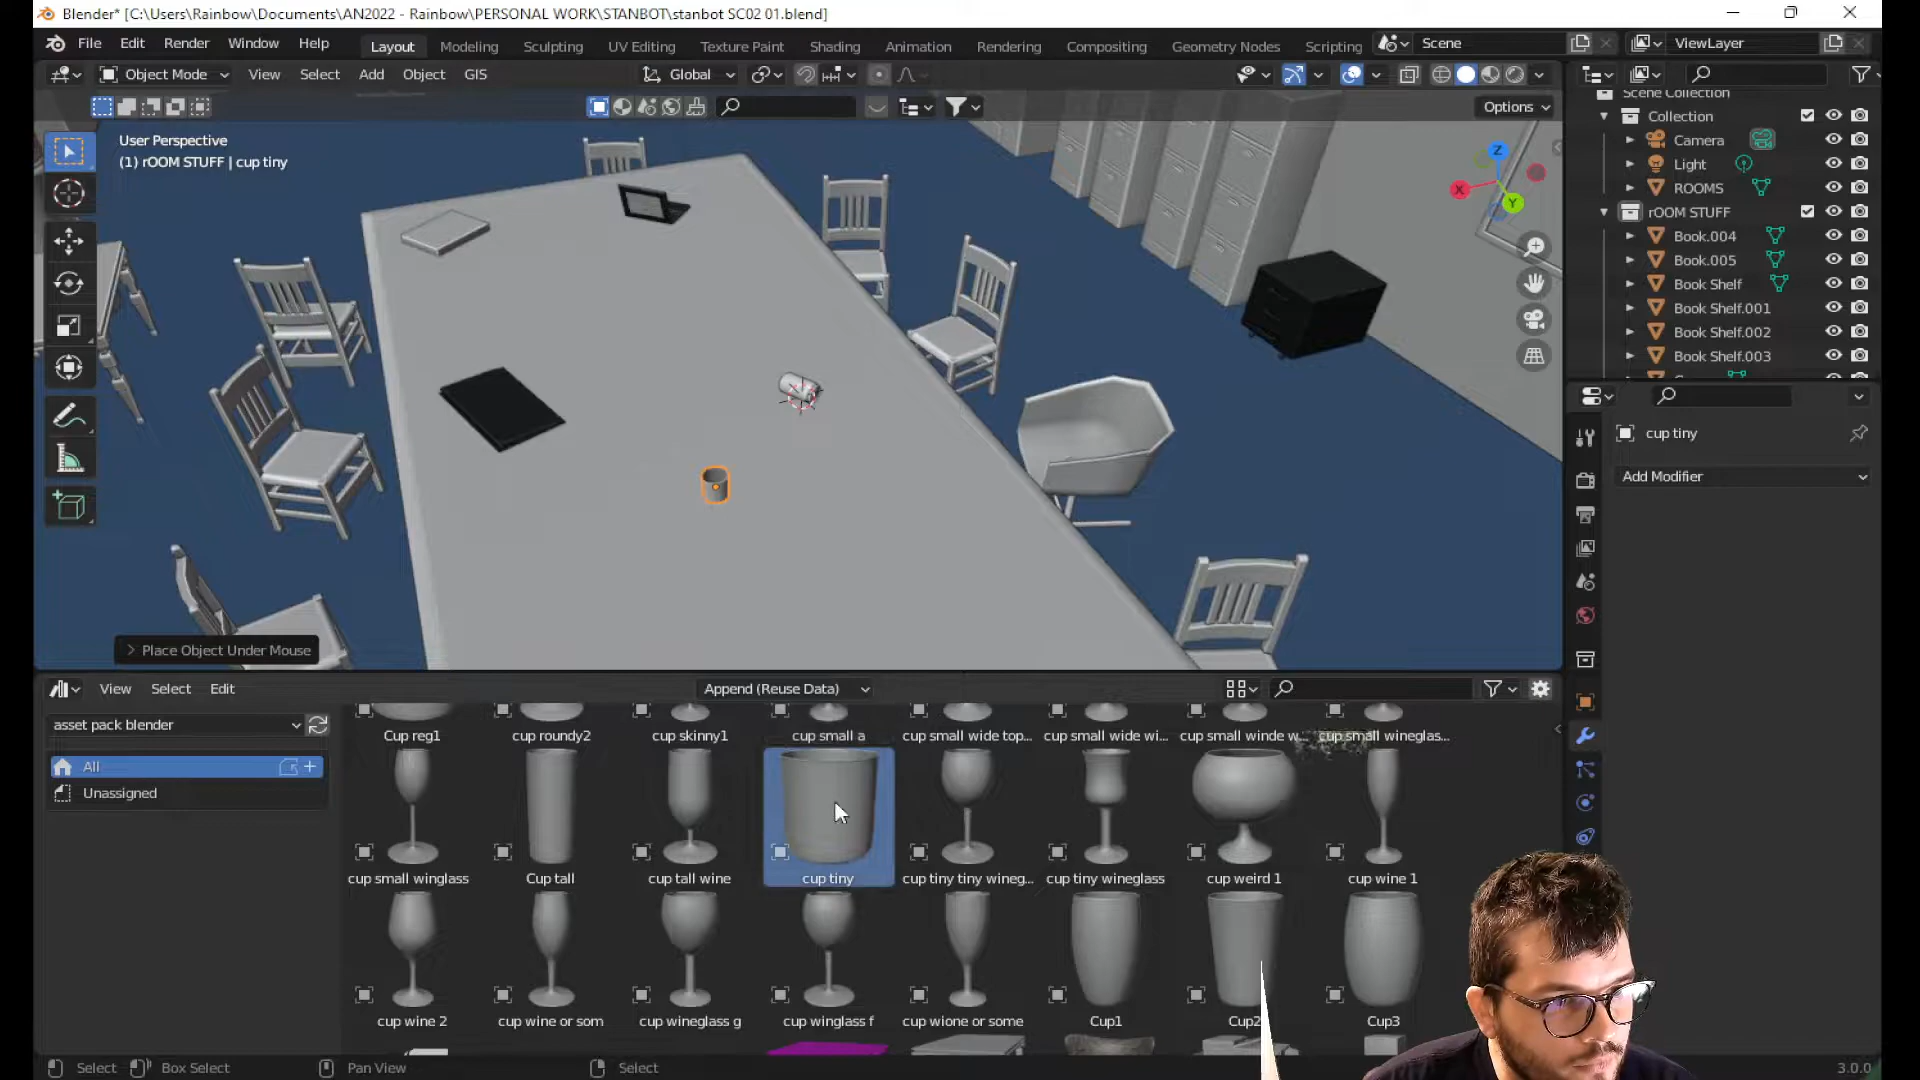 Blender* [C:\Users\Rainbow\Documents\AN2022 - Rainbow\PERSONAL WORK\STANBOT\stanbot SC02 01.blend]
File Edit Render Window Help Layout Modeling Sculpting UV Editing Texture Paint Shading Animation Rendering Compositing Geometry Nodes Scripting Scene ViewLayer
Object Mode View Select Add Object GIS Global
Options
User Perspective
(1) rOOM STUFF | cup tiny
Z
X
Y
Place Object Under Mouse
Scene Collection
Collection
Camera
Light
ROOMS
rOOM STUFF
Book.004
Book.005
Book Shelf
Book Shelf.001
Book Shelf.002
Book Shelf.003
cup tiny
Add Modifier
View Select Edit Append (Reuse Data)
asset pack blender
All
Unassigned
Cup reg1 cup roundy2 cup skinny1 cup small a cup small wide top... cup small wide wi... cup small winde w... cup small wineglas...
cup small winglass Cup tall cup tall wine cup tiny cup tiny tiny wineg... cup tiny wineglass cup weird 1 cup wine 1
cup wine 2 cup wine or som cup wineglass g cup winglass f cup wione or some Cup1 Cup2 Cup3
Select Box Select Pan View Select 3.0.0